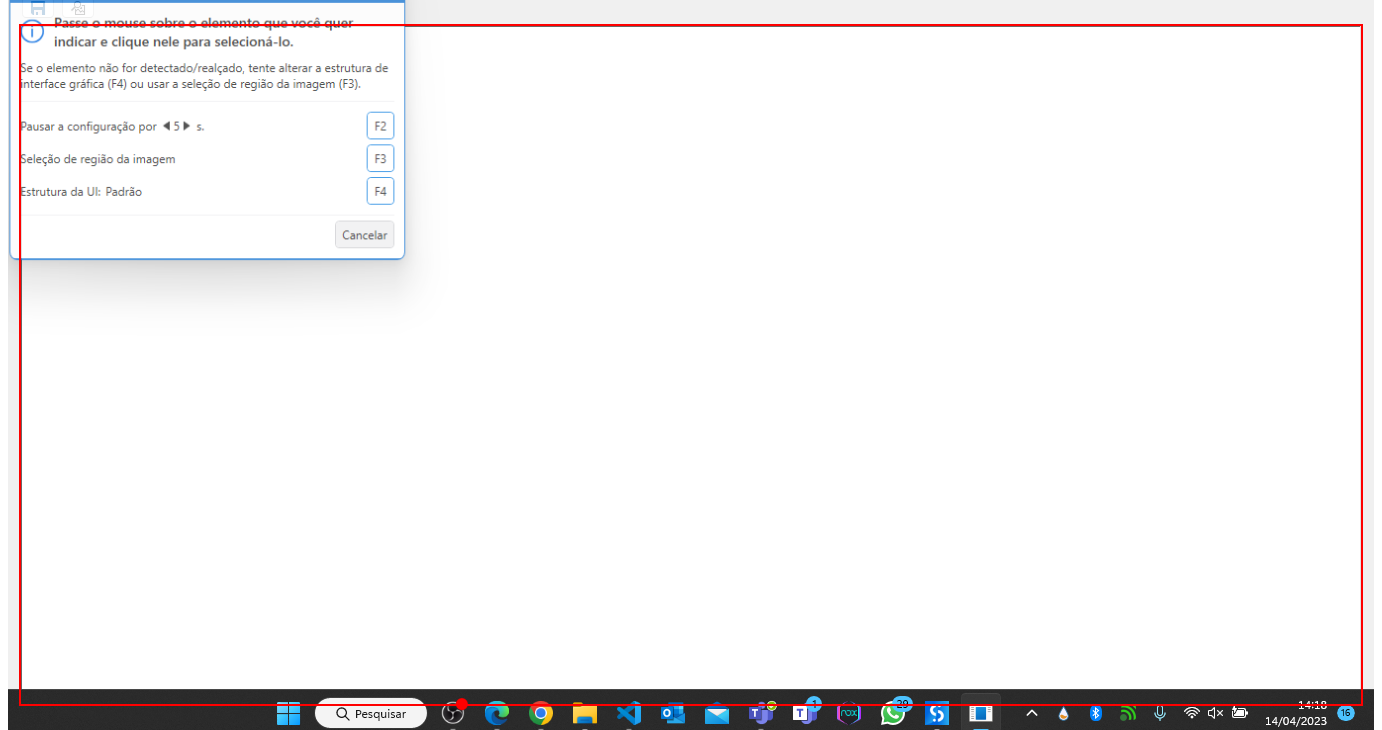 Passe o mouse sobre o elemento que você quer
indicar e clique nele para selecioná-lo.
Se o elemento não for detectado/realçado, tente alterar a estrutura de
interface gráfica (F4) ou usar a seleção de região da imagem (F3).
Pausar a configuração por 5 s.
F2
Seleção de região da imagem
F3
Estrutura da UI: Padrão
F4
Cancelar
Pesquisar
1
nox
29
14:18
14/04/2023
16